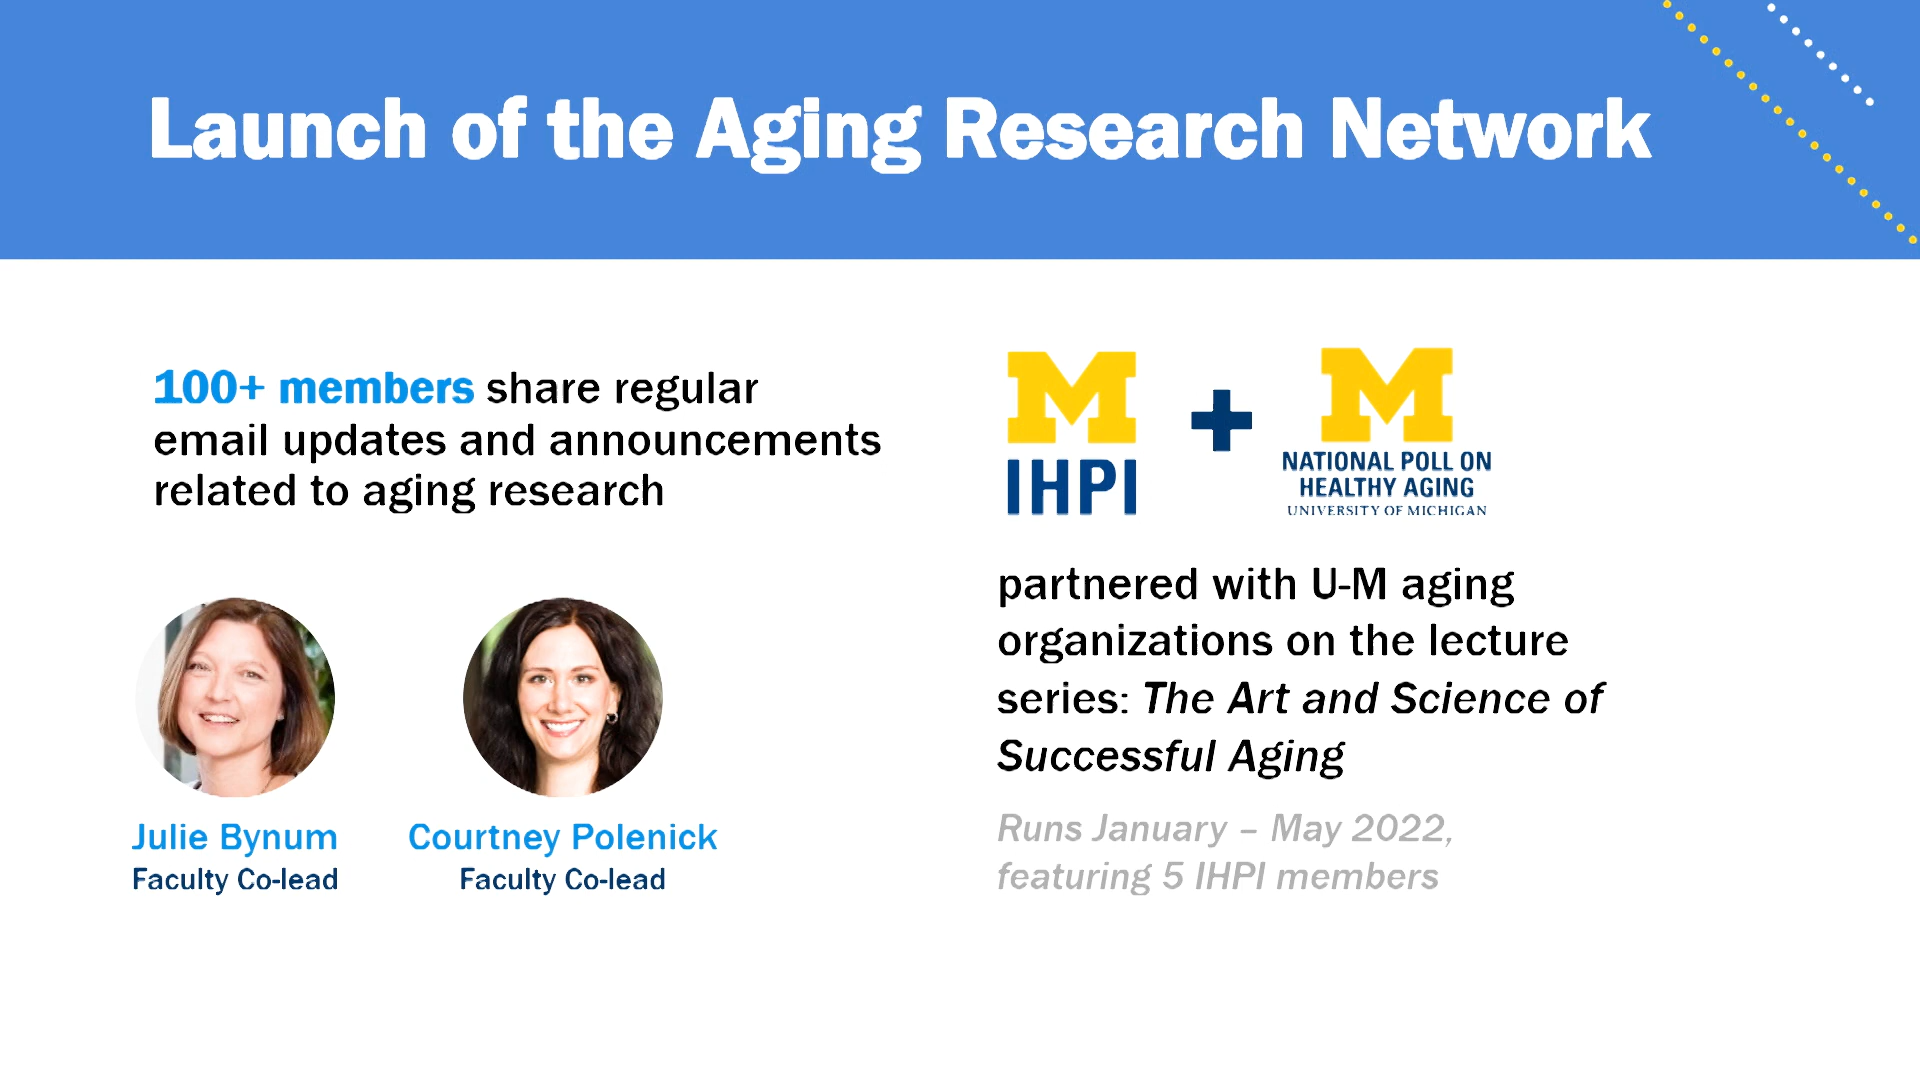 Launch of the Aging Research Network
100+ members share regular
email updates and announcements
related to aging research
Julie Bynum
Faculty Co-lead
Courtney Polenick
Faculty Co-lead
M
IHPI
+
M
NATIONAL POLL ON
HEALTHY AGING
UNIVERSITY OF MICHIGAN
partnered with U-M aging
organizations on the lecture
series: The Art and Science of
Successful Aging
Runs January – May 2022,
featuring 5 IHPI members